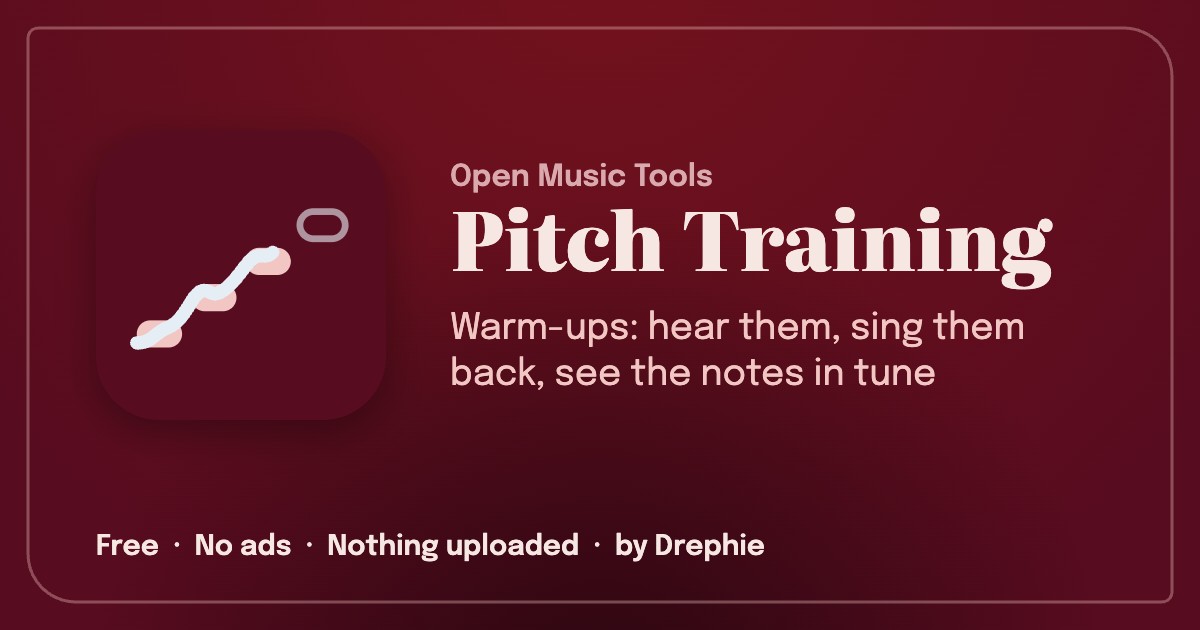 Open Music Tools
Pitch Training
Warm-ups: hear them, sing them
back, see the notes in tune
Free · No ads · Nothing uploaded · by Drephie